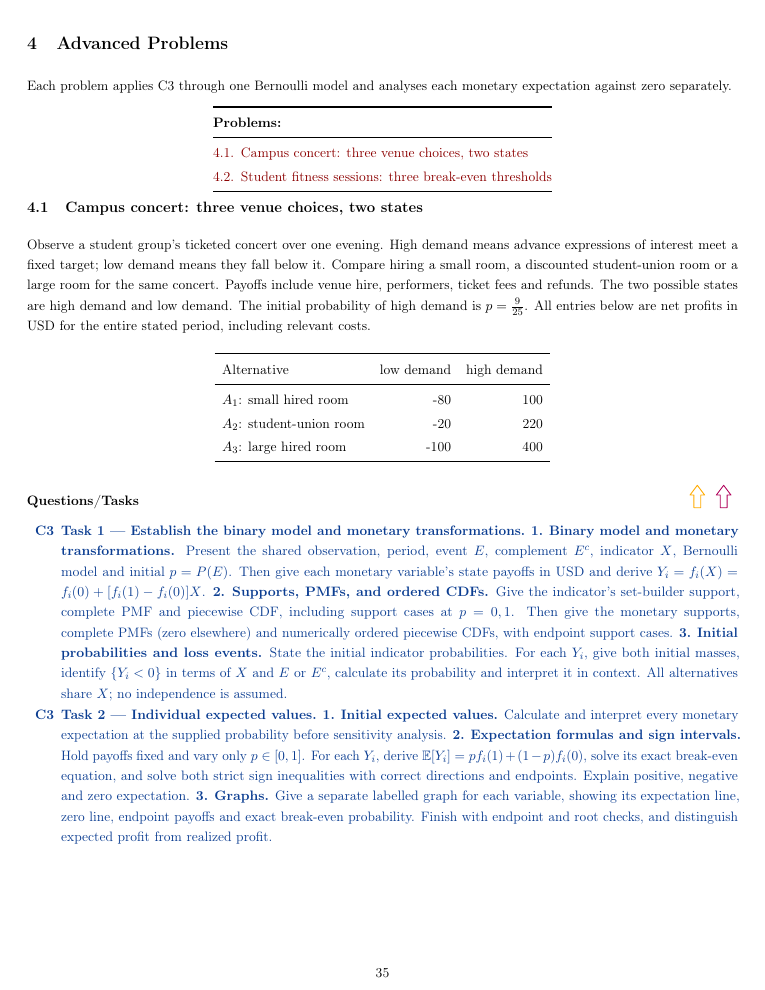 4 Advanced Problems
Each problem applies C3 through one Bernoulli model and analyses each monetary expectation against zero separately.
Problems:
4.1. Campus concert: three venue choices, two states
4.2. Student fitness sessions: three break-even thresholds
4.1 Campus concert: three venue choices, two states
Observe a student group's ticketed concert over one evening. High demand means advance expressions of interest meet a
fixed target; low demand means they fall below it. Compare hiring a small room, a discounted student-union room or a
large room for the same concert. Payoffs include venue hire, performers, ticket fees and refunds. The two possible states
are high demand and low demand. The initial probability of high demand is $p = \frac{9}{25}$. All entries below are net profits in
USD for the entire stated period, including relevant costs.
Alternative low demand high demand
$A_1$: small hired room -80 100
$A_2$: student-union room -20 220
$A_3$: large hired room -100 400
Questions/Tasks
C3 Task 1 — Establish the binary model and monetary transformations. 1. Binary model and monetary
transformations. Present the shared observation, period, event $E$, complement $E^c$, indicator $X$, Bernoulli
model and initial $p = P(E)$. Then give each monetary variable's state payoffs in USD and derive $Y_i = f_i(X) =$
$f_i(0) + [f_i(1) - f_i(0)]X$. 2. Supports, PMFs, and ordered CDFs. Give the indicator's set-builder support,
complete PMF and piecewise CDF, including support cases at $p = 0, 1$. Then give the monetary supports,
complete PMFs (zero elsewhere) and numerically ordered piecewise CDFs, with endpoint support cases. 3. Initial
probabilities and loss events. State the initial indicator probabilities. For each $Y_i$, give both initial masses,
identify $\{Y_i < 0\}$ in terms of $X$ and $E$ or $E^c$, calculate its probability and interpret it in context. All alternatives
share $X$; no independence is assumed.
C3 Task 2 — Individual expected values. 1. Initial expected values. Calculate and interpret every monetary
expectation at the supplied probability before sensitivity analysis. 2. Expectation formulas and sign intervals.
Hold payoffs fixed and vary only $p \in [0, 1]$. For each $Y_i$, derive $\mathbb{E}[Y_i] = pf_i(1) + (1 - p)f_i(0)$, solve its exact break-even
equation, and solve both strict sign inequalities with correct directions and endpoints. Explain positive, negative
and zero expectation. 3. Graphs. Give a separate labelled graph for each variable, showing its expectation line,
zero line, endpoint payoffs and exact break-even probability. Finish with endpoint and root checks, and distinguish
expected profit from realized profit.
35